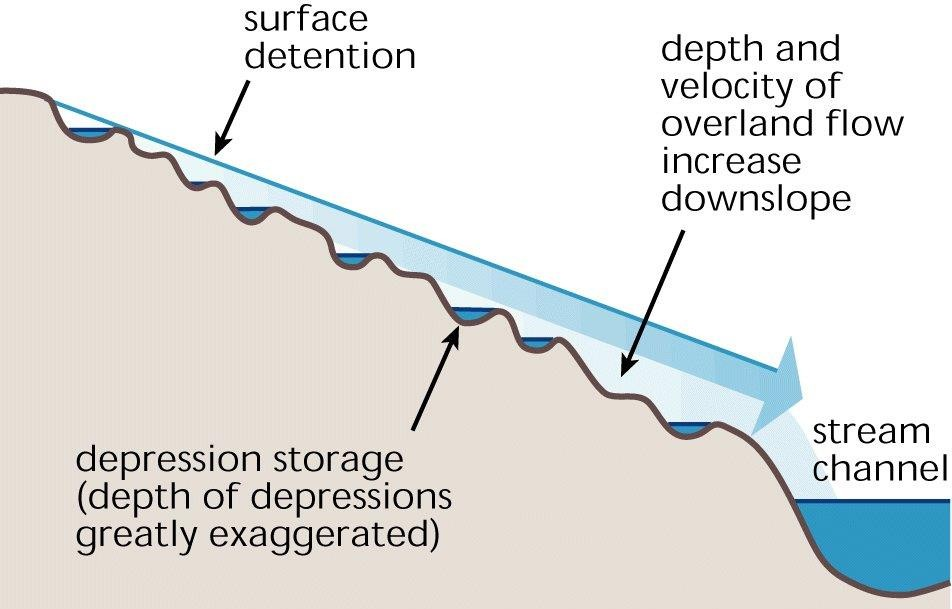 surface
detention
depth and
velocity of
overland flow
increase
downslope
depression storage
(depth of depressions
greatly exaggerated)
stream
channel